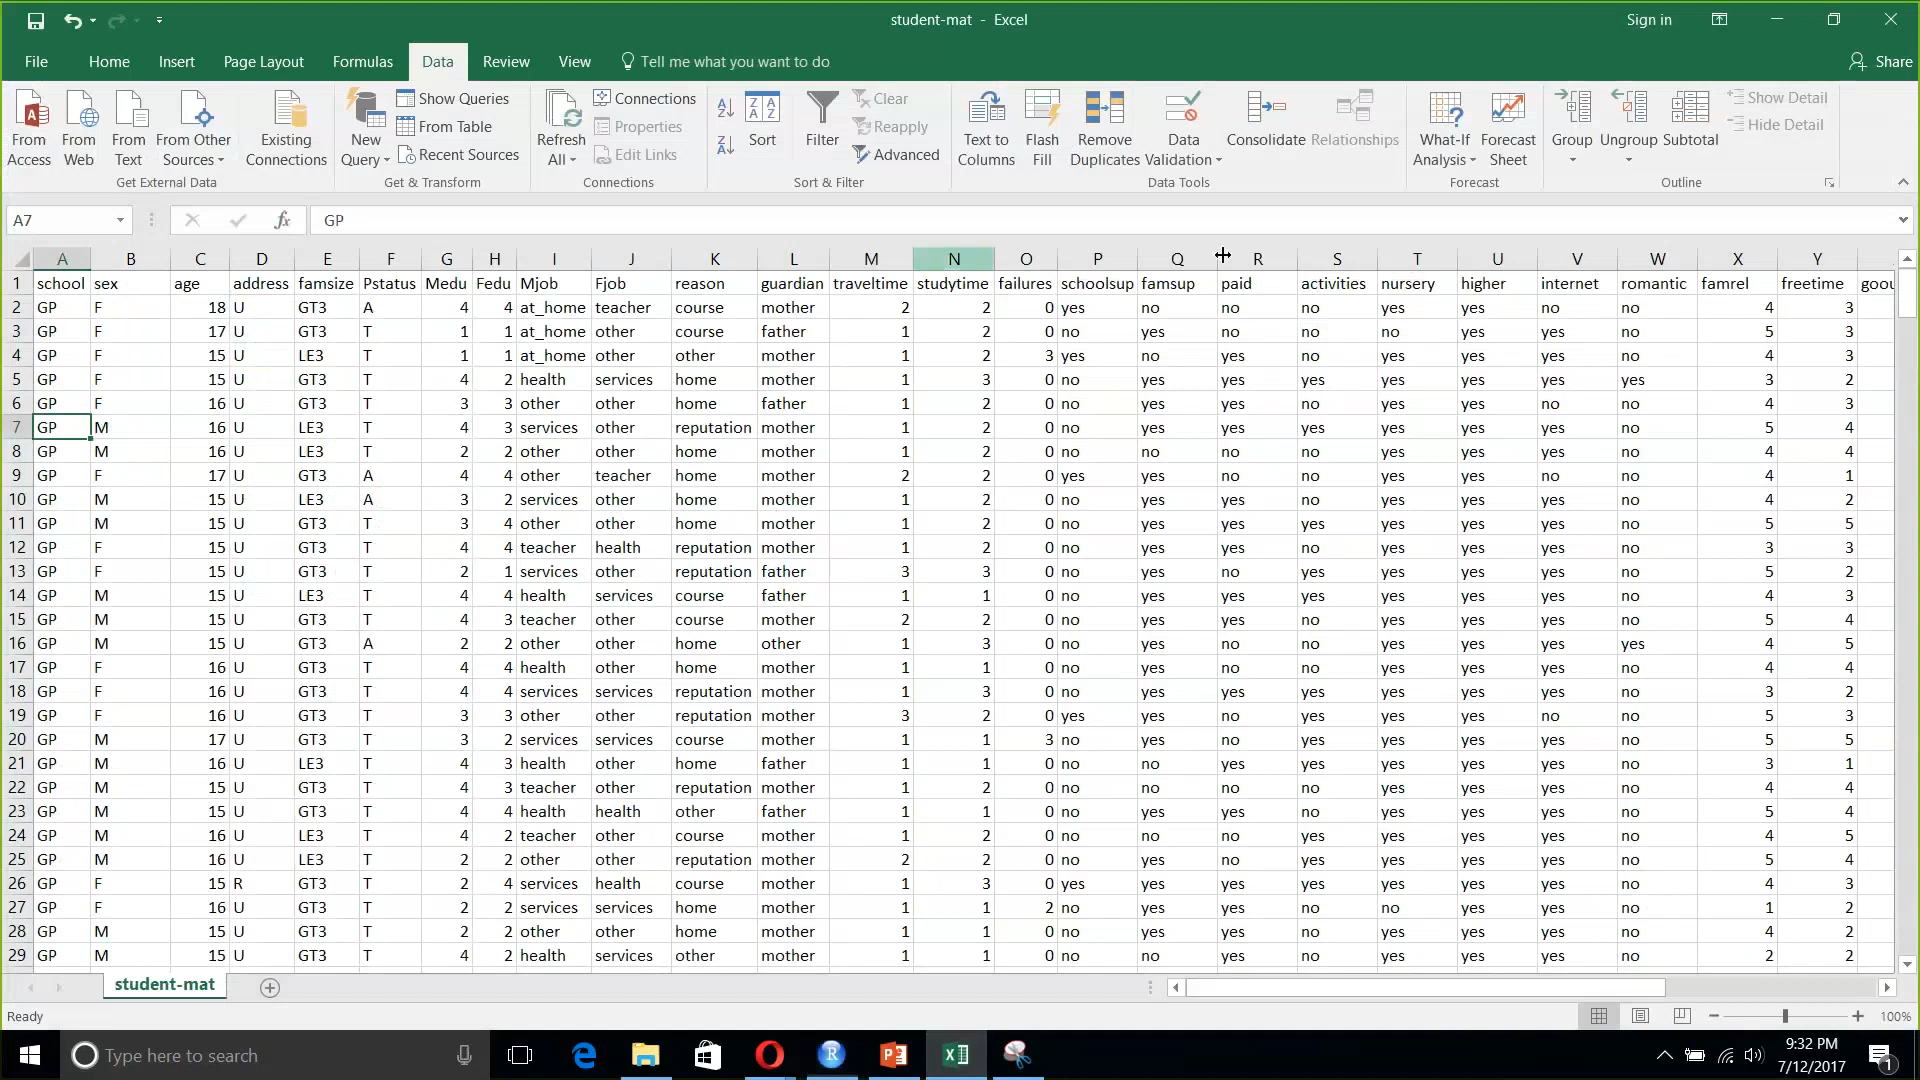 student-mat - Excel
Sign in
File Home Insert Page Layout Formulas Data Review View Tell me what you want to do Share
From Access
From Web
From Text
From Other Sources
Existing Connections
Get External Data
New Query
Show Queries
From Table
Recent Sources
Get & Transform
Refresh All
Connections
Properties
Edit Links
Connections
Sort
Filter
Clear
Reapply
Advanced
Sort & Filter
Text to Columns
Flash Fill
Remove Duplicates
Data Validation
Consolidate
Relationships
Data Tools
What-If Analysis
Forecast Sheet
Forecast
Group
Ungroup
Subtotal
Show Detail
Hide Detail
Outline
A7 fx GP
A B C D E F G H I J K L M N O P Q R S T U V W X Y
1 school sex age address famsize Pstatus Medu Fedu Mjob Fjob reason guardian traveltime studytime failures schoolsup famsup paid activities nursery higher internet romantic famrel freetime goou
2 GP F 18 U GT3 A 4 4 at_home teacher course mother 2 2 0 yes no no no yes yes no no 4 3
3 GP F 17 U GT3 T 1 1 at_home other course father 1 2 0 no yes no no no yes yes no 5 3
4 GP F 15 U LE3 T 1 1 at_home other other mother 1 2 3 yes no yes no yes yes yes no 4 3
5 GP F 15 U GT3 T 4 2 health services home mother 1 3 0 no yes yes yes yes yes yes yes 3 2
6 GP F 16 U GT3 T 3 3 other other home father 1 2 0 no yes yes no yes yes no no 4 3
7 GP M 16 U LE3 T 4 3 services other reputation mother 1 2 0 no yes yes yes yes yes yes no 5 4
8 GP M 16 U LE3 T 2 2 other other home mother 1 2 0 no no no no yes yes yes no 4 4
9 GP F 17 U GT3 A 4 4 other teacher home mother 2 2 0 yes yes no no yes yes no no 4 1
10 GP M 15 U LE3 A 3 2 services other home mother 1 2 0 no yes yes no yes yes yes no 4 2
11 GP M 15 U GT3 T 3 4 other other home mother 1 2 0 no yes yes yes yes yes yes no 5 5
12 GP F 15 U GT3 T 4 4 teacher health reputation mother 1 2 0 no yes yes no yes yes yes no 3 3
13 GP F 15 U GT3 T 2 1 services other reputation father 3 3 0 no yes no yes yes yes yes no 5 2
14 GP M 15 U LE3 T 4 4 health services course father 1 1 0 no yes yes yes yes yes yes no 4 3
15 GP M 15 U GT3 T 4 3 teacher other course mother 2 2 0 no yes yes no yes yes yes no 5 4
16 GP M 15 U GT3 A 2 2 other other home other 1 3 0 no yes no no yes yes yes yes 4 5
17 GP F 16 U GT3 T 4 4 health other home mother 1 1 0 no yes no no yes yes yes no 4 4
18 GP F 16 U GT3 T 4 4 services services reputation mother 1 3 0 no yes yes yes yes yes yes no 3 2
19 GP F 16 U GT3 T 3 3 other other reputation mother 3 2 0 yes yes no yes yes yes no no 5 3
20 GP M 17 U GT3 T 3 2 services services course mother 1 1 3 no yes no yes yes yes yes no 5 5
21 GP M 16 U LE3 T 4 3 health other home father 1 1 0 no no yes yes yes yes yes no 3 1
22 GP M 15 U GT3 T 4 3 teacher other reputation mother 1 2 0 no no no no yes yes yes no 4 4
23 GP M 15 U GT3 T 4 4 health health other father 1 1 0 no yes yes no yes yes yes no 5 4
24 GP M 16 U LE3 T 4 2 teacher other course mother 1 2 0 no no no yes yes yes yes no 4 5
25 GP M 16 U LE3 T 2 2 other other reputation mother 2 2 0 no yes no yes yes yes yes no 5 4
26 GP F 15 R GT3 T 2 4 services health course mother 1 3 0 yes yes yes yes yes yes yes no 4 3
27 GP F 16 U GT3 T 2 2 services services home mother 1 1 2 no yes yes no no yes yes no 1 2
28 GP M 15 U GT3 T 2 2 other other home mother 1 1 0 no yes yes no yes yes yes no 4 2
29 GP M 15 U GT3 T 4 2 health services other mother 1 1 0 no no yes no yes yes yes no 2 2
student-mat
Ready
100%
Type here to search
9:32 PM
7/12/2017
1